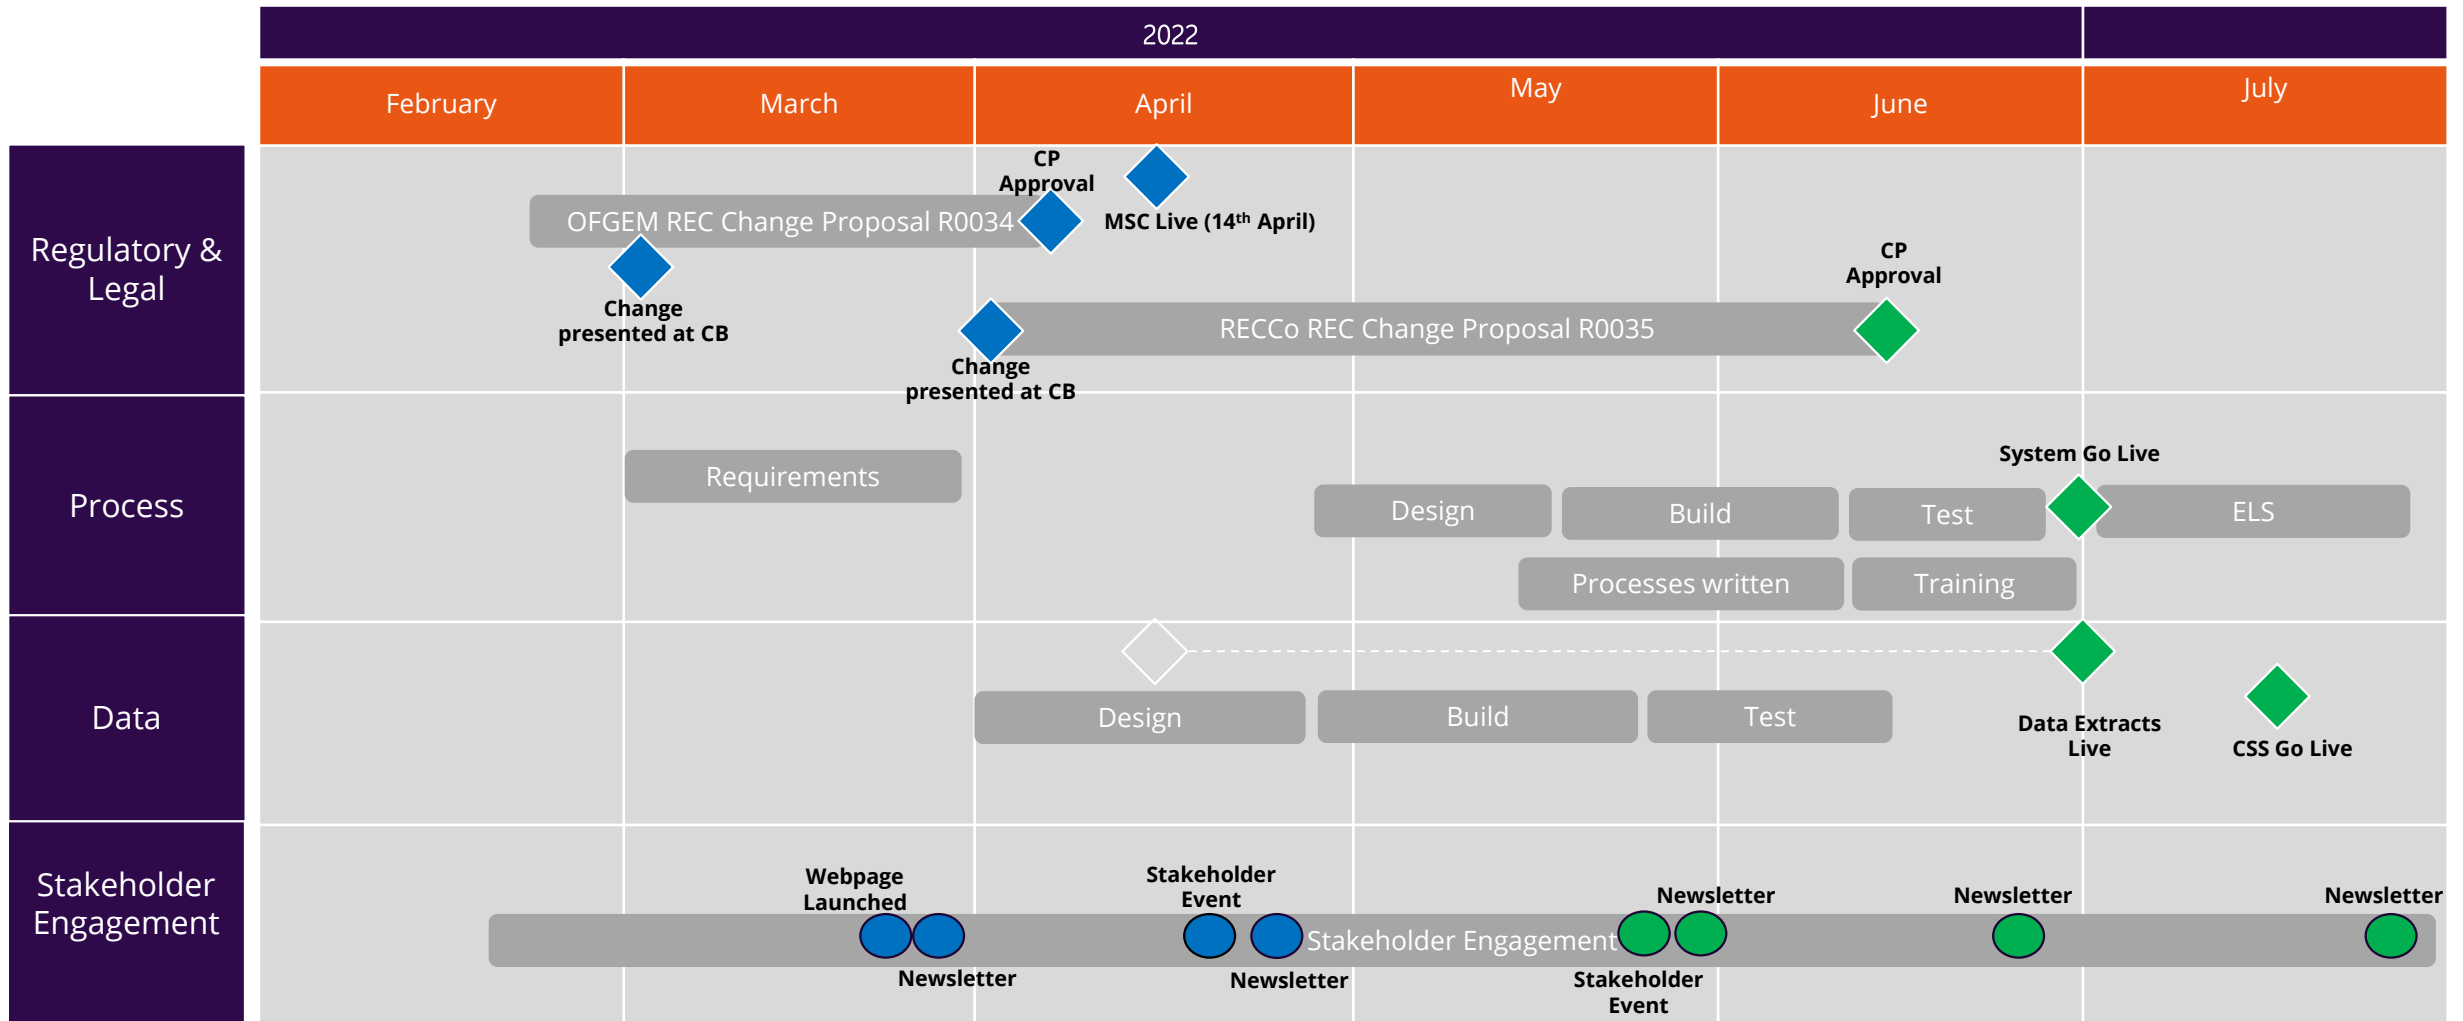 2022
February
March
April
May
June
July
Regulatory &
Legal
CP
Approval
OFGEM REC Change Proposal R0034
MSC Live (14th April)
Change
presented at CB
CP
Approval
RECCo REC Change Proposal R0035
Change
presented at CB
Process
Requirements
System Go Live
Design
Build
Test
ELS
Processes written
Training
Data
Design
Build
Test
Data Extracts
Live
CSS Go Live
Stakeholder
Engagement
Webpage
Launched
Newsletter
Stakeholder
Event
Newsletter
Stakeholder Engagement
Newsletter
Stakeholder
Event
Newsletter
Newsletter